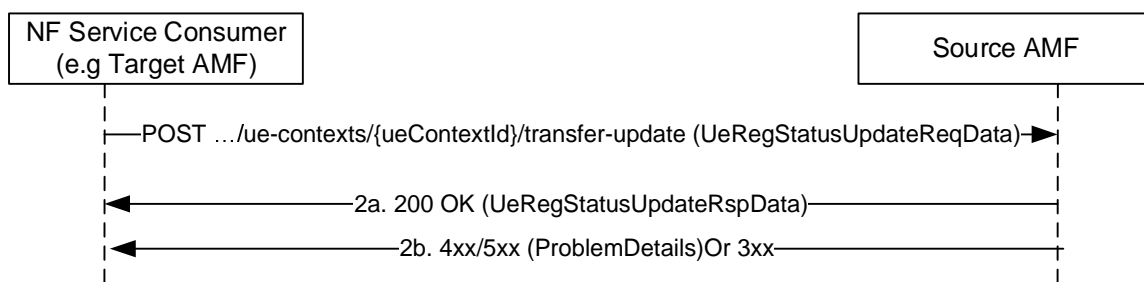 NF Service Consumer
(e.g Target AMF)
Source AMF
POST …/ue-contexts/{ueContextId}/transfer-update (UeRegStatusUpdateReqData)
2a. 200 OK (UeRegStatusUpdateRspData)
2b. 4xx/5xx (ProblemDetails)Or 3xx